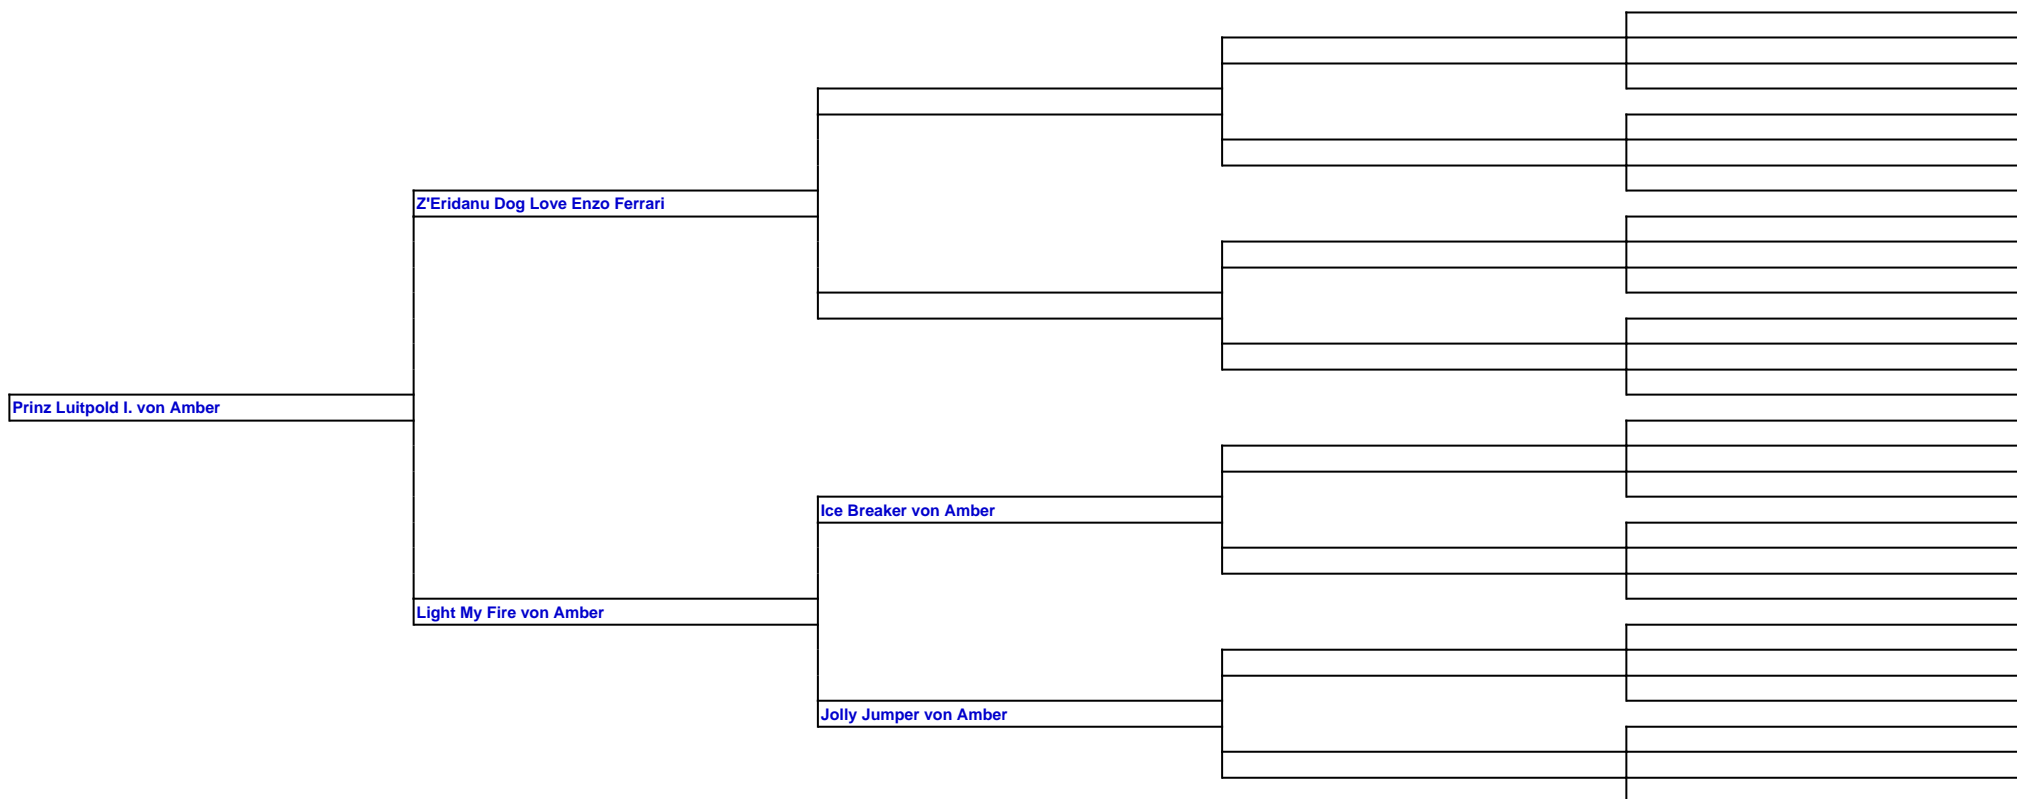 Z'Eridanu Dog Love Enzo Ferrari
Prinz Luitpold I. von Amber
Ice Breaker von Amber
Light My Fire von Amber
Jolly Jumper von Amber